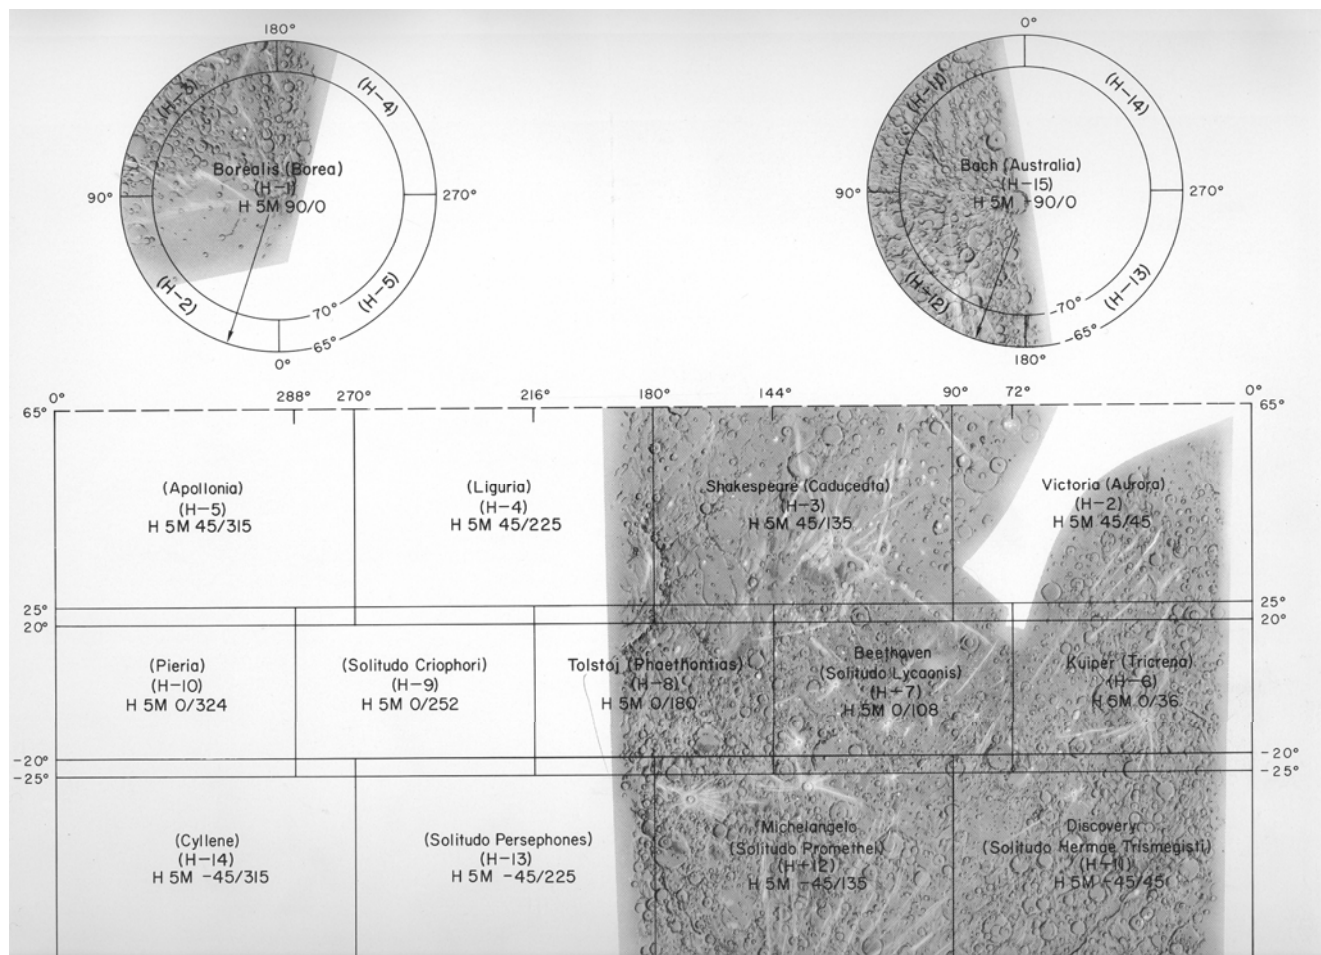 180°
(H-3)
(H-4)
Borealis (Borea)
(H-1)
H 5M 90/0
90°
270°
(H-2)
(H-5)
70°
65°
0°
0°
(H-11)
(H-14)
Bach (Australia)
(H-15)
H 5M -90/0
90°
270°
(H-12)
(H-13)
-70°
-65°
180°
0° 288° 270° 216° 180° 144° 90° 72° 0°
65° 65°
(Apollonia)
(H-5)
H 5M 45/315
(Liguria)
(H-4)
H 5M 45/225
Shakespeare (Caduceata)
(H-3)
H 5M 45/135
Victoria (Aurora)
(H-2)
H 5M 45/45
25° 25°
20° 20°
(Pieria)
(H-10)
H 5M 0/324
(Solitudo Criophori)
(H-9)
H 5M 0/252
Tolstoj (Phaethontias)
(H-8)
H 5M 0/180
Beethoven
(Solitudo Lycaonis)
(H-7)
H 5M 0/108
Kuiper (Tricrena)
(H-6)
H 5M 0/36
-20° -20°
-25° -25°
(Cyllene)
(H-14)
H 5M -45/315
(Solitudo Persephones)
(H-13)
H 5M -45/225
Michelangelo
(Solitudo Promethei)
(H-12)
H 5M -45/135
Discovery
(Solitudo Hermae Trismegisti)
(H-11)
H 5M -45/45